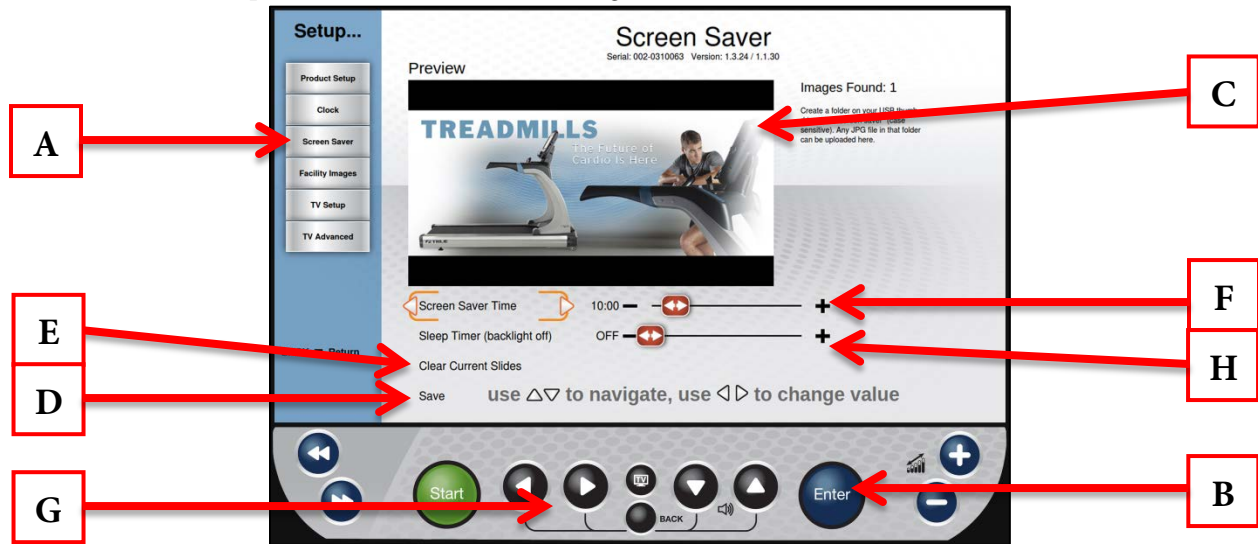 Setup...
Screen Saver
Serial: 002-0310063 Version: 1.3.24 / 1.1.30
Product Setup
Clock
Screen Saver
Facility Images
TV Setup
TV Advanced
Return
Preview
TREADMILLS
The Future of
Cardio Is Here
TRUE
Images Found: 1
Create a folder on your USB
(case
sensitive). Any JPG file in that folder
can be uploaded here.
Screen Saver Time 10:00 − +
Sleep Timer (backlight off) OFF − +
Clear Current Slides
Save use △▽ to navigate, use ◁ ▷ to change value
Start
TV
BACK
Enter
+
−
A
E
D
G
C
F
H
B